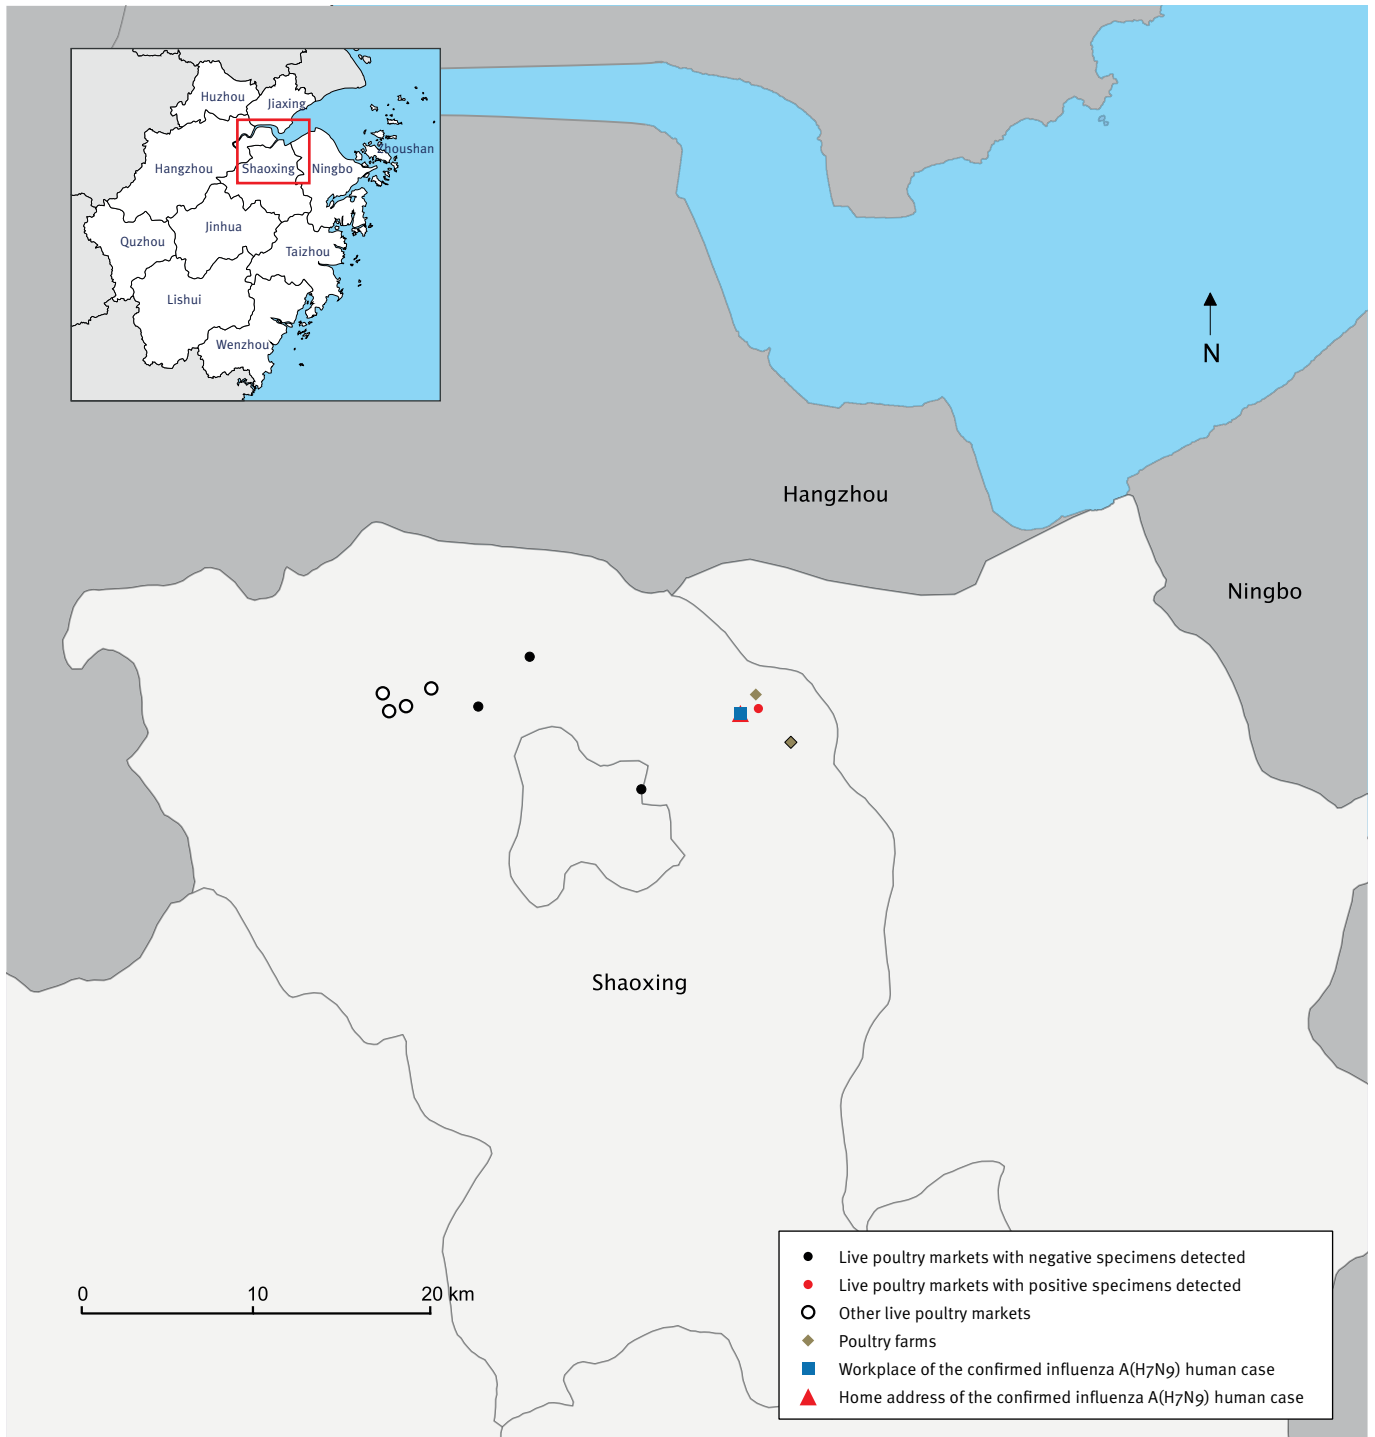 Huzhou
Jiaxing
Zhoushan
Hangzhou
Shaoxing
Ningbo
Jinhua
Quzhou
Taizhou
Lishui
Wenzhou
N
Hangzhou
Ningbo
Shaoxing
0 10 20 km
Live poultry markets with negative specimens detected
Live poultry markets with positive specimens detected
Other live poultry markets
Poultry farms
Workplace of the confirmed influenza A(H7N9) human case
Home address of the confirmed influenza A(H7N9) human case